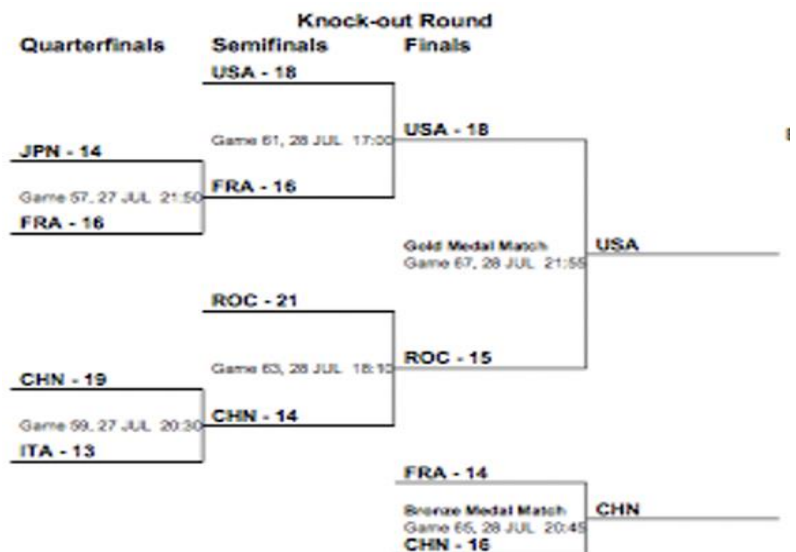 Knock-out Round
Quarterfinals Semifinals Finals
USA - 18
Game 61, 28 JUL 17:00
USA - 18
JPN - 14
Game 57, 27 JUL 21:50
FRA - 16
FRA - 16
Gold Medal Match
Game 67, 28 JUL 21:55
USA
ROC - 21
Game 63, 28 JUL 18:10
ROC - 15
CHN - 19
Game 59, 27 JUL 20:30
CHN - 14
ITA - 13
FRA - 14
Bronze Medal Match
Game 65, 28 JUL 20:45
CHN
CHN - 16